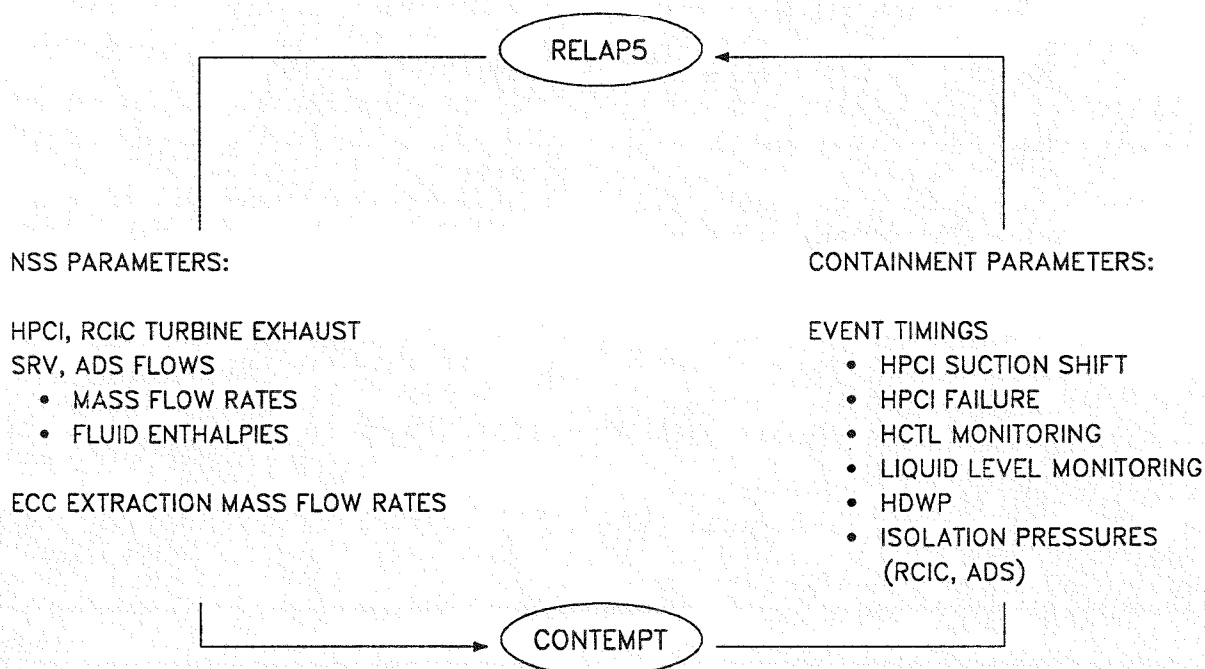 RELAP5
NSS PARAMETERS:
HPCI, RCIC TURBINE EXHAUST
SRV, ADS FLOWS
• MASS FLOW RATES
• FLUID ENTHALPIES
ECC EXTRACTION MASS FLOW RATES
CONTAINMENT PARAMETERS:
EVENT TIMINGS
• HPCI SUCTION SHIFT
• HPCI FAILURE
• HCTL MONITORING
• LIQUID LEVEL MONITORING
• HDWP
• ISOLATION PRESSURES
(RCIC, ADS)
CONTEMPT